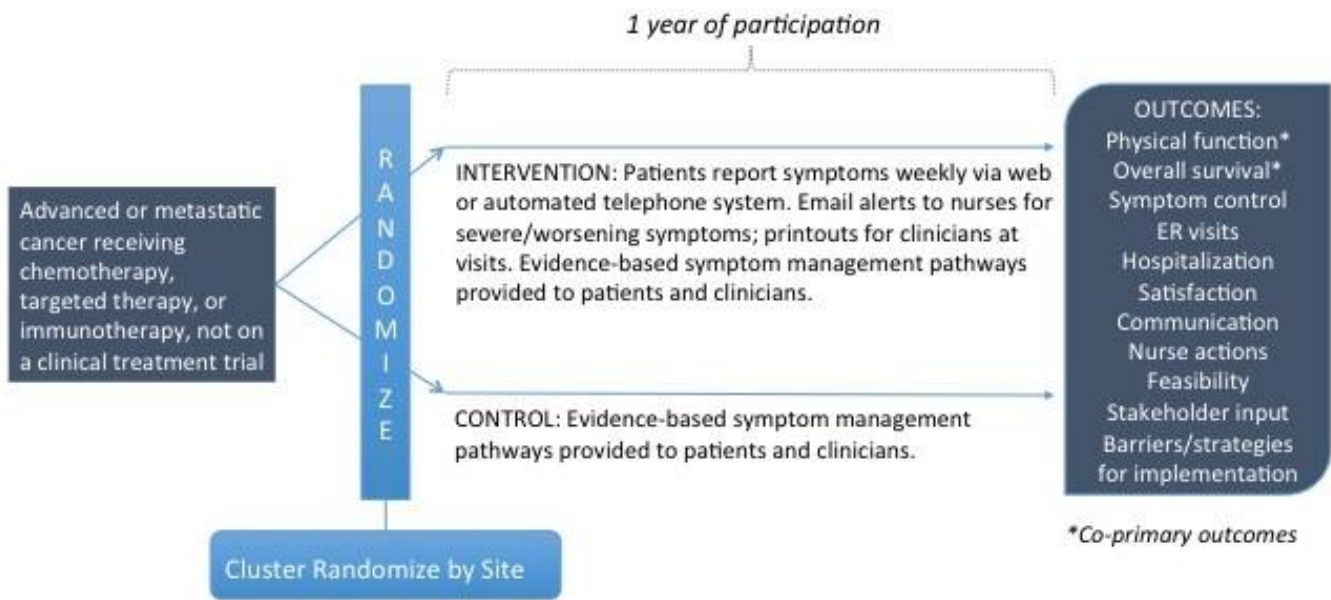 1 year of participation
Advanced or metastatic
cancer receiving
chemotherapy,
targeted therapy, or
immunotherapy, not on
a clinical treatment trial
RANDOMIZE
INTERVENTION: Patients report symptoms weekly via web
or automated telephone system. Email alerts to nurses for
severe/worsening symptoms; printouts for clinicians at
visits. Evidence-based symptom management pathways
provided to patients and clinicians.
CONTROL: Evidence-based symptom management
pathways provided to patients and clinicians.
OUTCOMES:
Physical function*
Overall survival*
Symptom control
ER visits
Hospitalization
Satisfaction
Communication
Nurse actions
Feasibility
Stakeholder input
Barriers/strategies
for implementation
*Co-primary outcomes
Cluster Randomize by Site